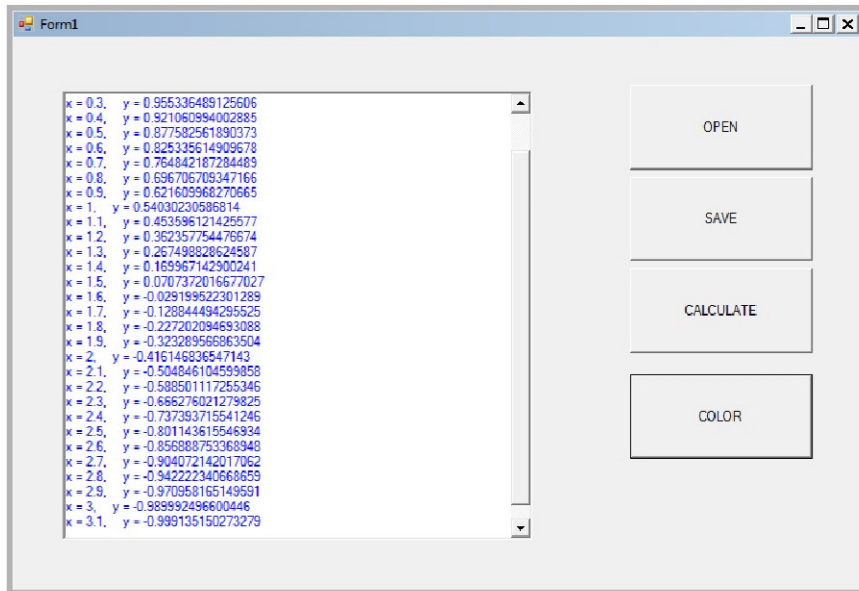 Form1
x = 0.3,    y = 0.955336489125606
x = 0.4,    y = 0.921060994002885
x = 0.5,    y = 0.877582561890373
x = 0.6,    y = 0.825335614909678
x = 0.7,    y = 0.764842187284489
x = 0.8,    y = 0.696706709347166
x = 0.9,    y = 0.621609968270665
x = 1,    y = 0.54030230586814
x = 1.1,    y = 0.453596121425577
x = 1.2,    y = 0.362357754476674
x = 1.3,    y = 0.267498828624587
x = 1.4,    y = 0.169967142900241
x = 1.5,    y = 0.0707372016677027
x = 1.6,    y = -0.029199522301289
x = 1.7,    y = -0.128844494295525
x = 1.8,    y = -0.227202094693088
x = 1.9,    y = -0.323289566863504
x = 2,    y = -0.416146836547143
x = 2.1,    y = -0.504846104599858
x = 2.2,    y = -0.588501117255346
x = 2.3,    y = -0.666276021279825
x = 2.4,    y = -0.737393715541246
x = 2.5,    y = -0.801143615546934
x = 2.6,    y = -0.856888753368948
x = 2.7,    y = -0.904072142017062
x = 2.8,    y = -0.942222340668659
x = 2.9,    y = -0.970958165149591
x = 3,    y = -0.989992496600446
x = 3.1,    y = -0.999135150273279
OPEN
SAVE
CALCULATE
COLOR